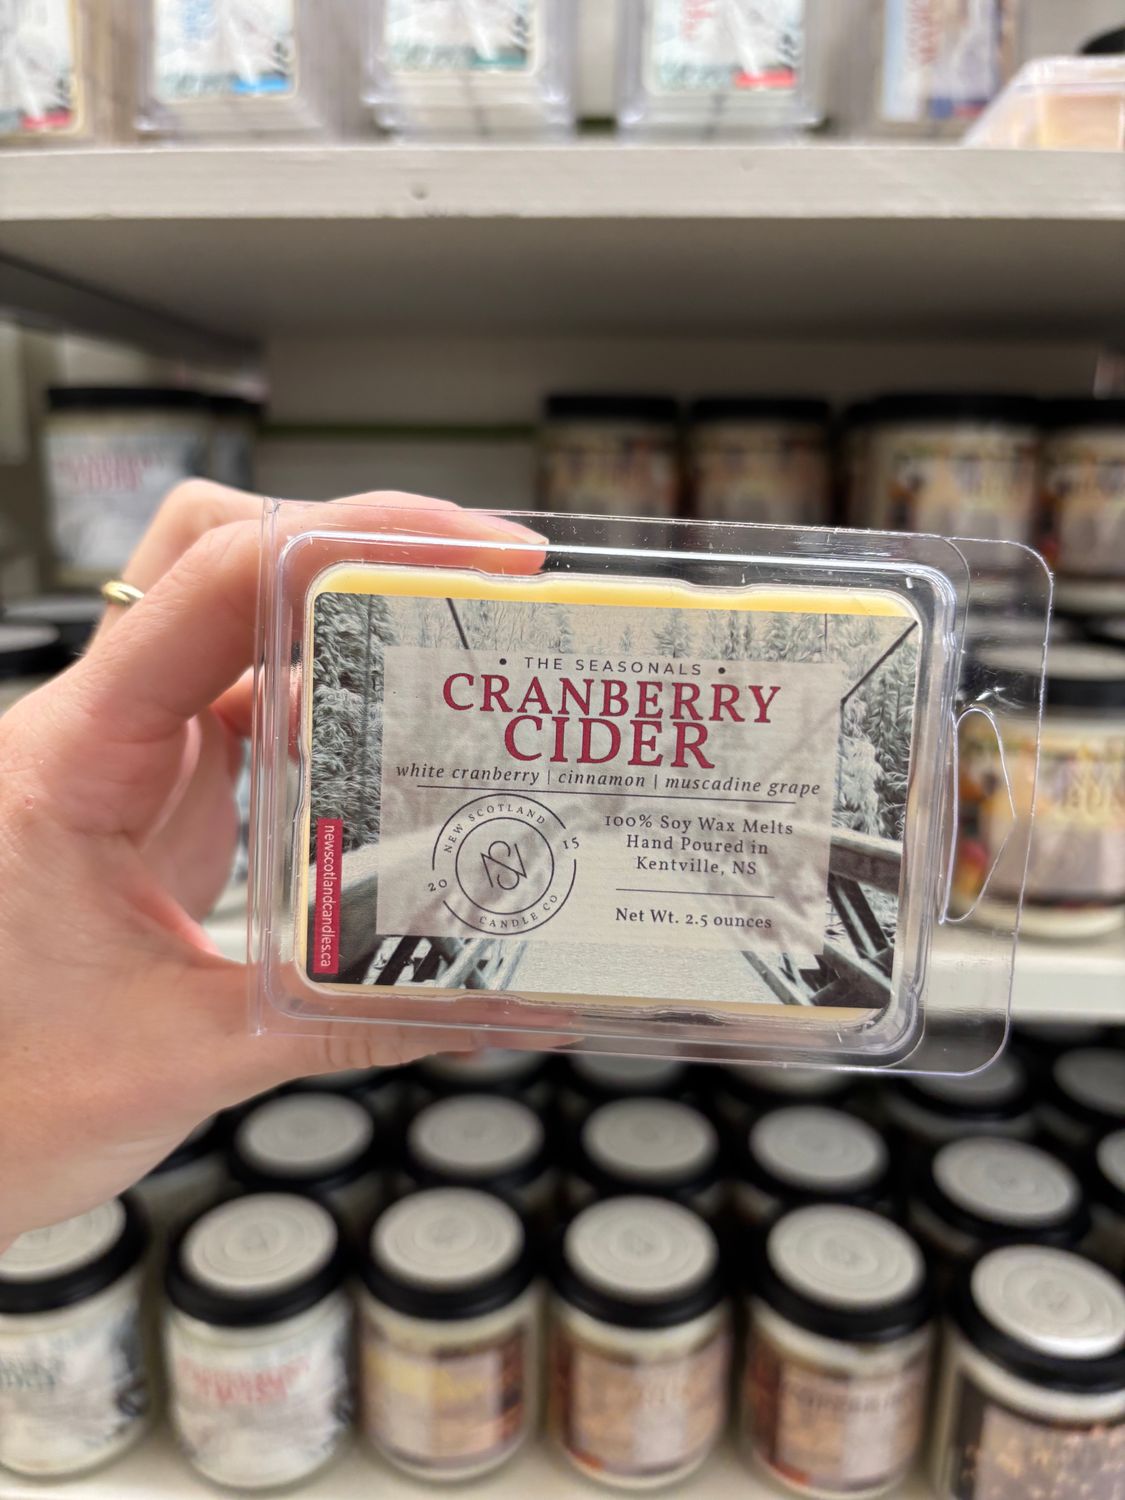 • THE SEASONALS •
CRANBERRY
CIDER
white cranberry | cinnamon | muscadine grape
NEW SCOTLAND
20 15
NS
CANDLE CO
100% Soy Wax Melts
Hand Poured in
Kentville, NS
Net Wt. 2.5 ounces
newscotlandcandles.ca